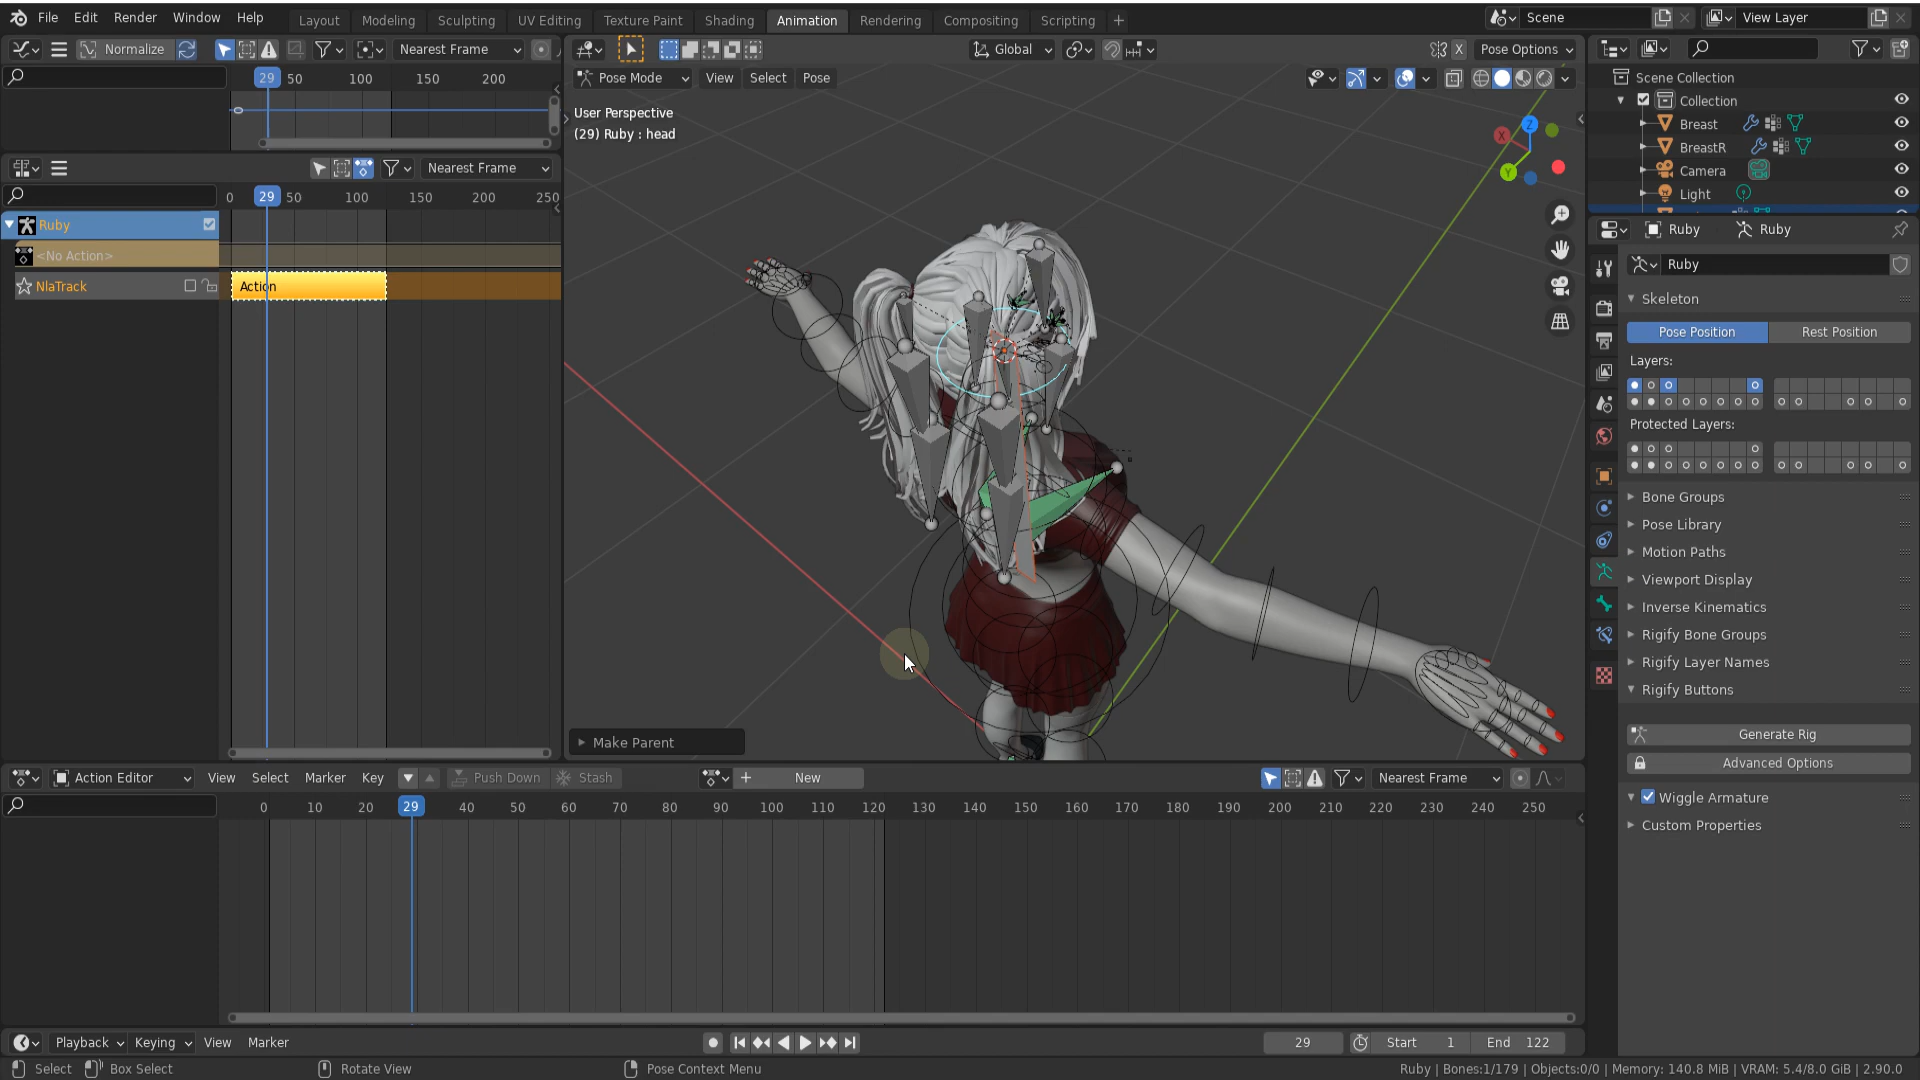 File Edit Render Window Help Layout Modeling Sculpting UV Editing Texture Paint Shading Animation Rendering Compositing Scripting + Scene View Layer
Normalize Nearest Frame Global X Pose Options
29 50 100 150 200 Pose Mode View Select Pose
Scene Collection
Collection
Breast
BreastR
Camera
Light
User Perspective
(29) Ruby : head
Z
X
Y
Nearest Frame
0 29 50 100 150 200 250
Ruby
<No Action>
NlaTrack Action
Ruby Ruby
Ruby
Skeleton
Pose Position Rest Position
Layers:
Protected Layers:
Bone Groups
Pose Library
Motion Paths
Viewport Display
Inverse Kinematics
Rigify Bone Groups
Rigify Layer Names
Rigify Buttons
Generate Rig
Advanced Options
Wiggle Armature
Custom Properties
Make Parent
Action Editor View Select Marker Key Push Down Stash + New Nearest Frame
0 10 20 29 40 50 60 70 80 90 100 110 120 130 140 150 160 170 180 190 200 210 220 230 240 250
Playback Keying View Marker 29 Start 1 End 122
Select Box Select Rotate View Pose Context Menu Ruby | Bones:1/179 | Objects:0/0 | Memory: 140.8 MiB | VRAM: 5.4/8.0 GiB | 2.90.0